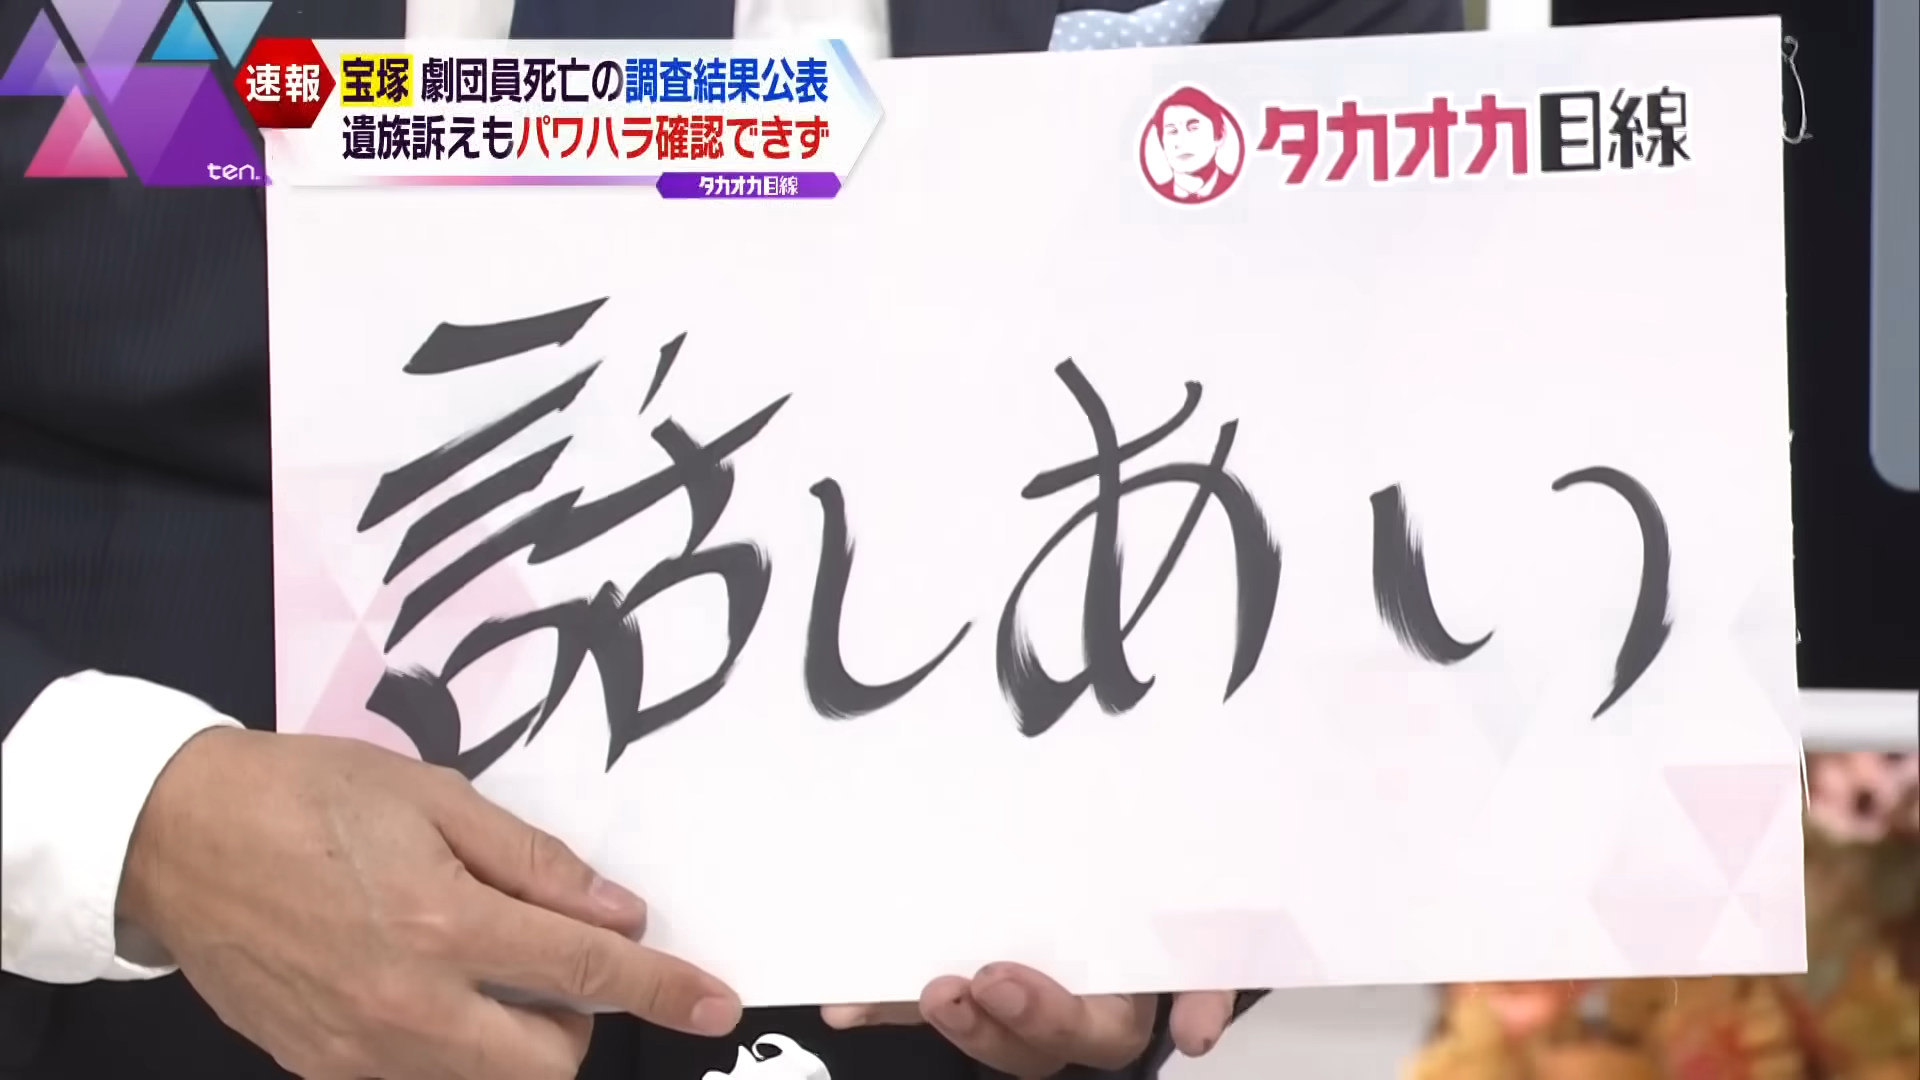 速報 宝塚 劇団員死亡の調査結果公表
遺族訴えもパワハラ確認できず
ten.
タカオカ目線
タカオカ目線
話しあい